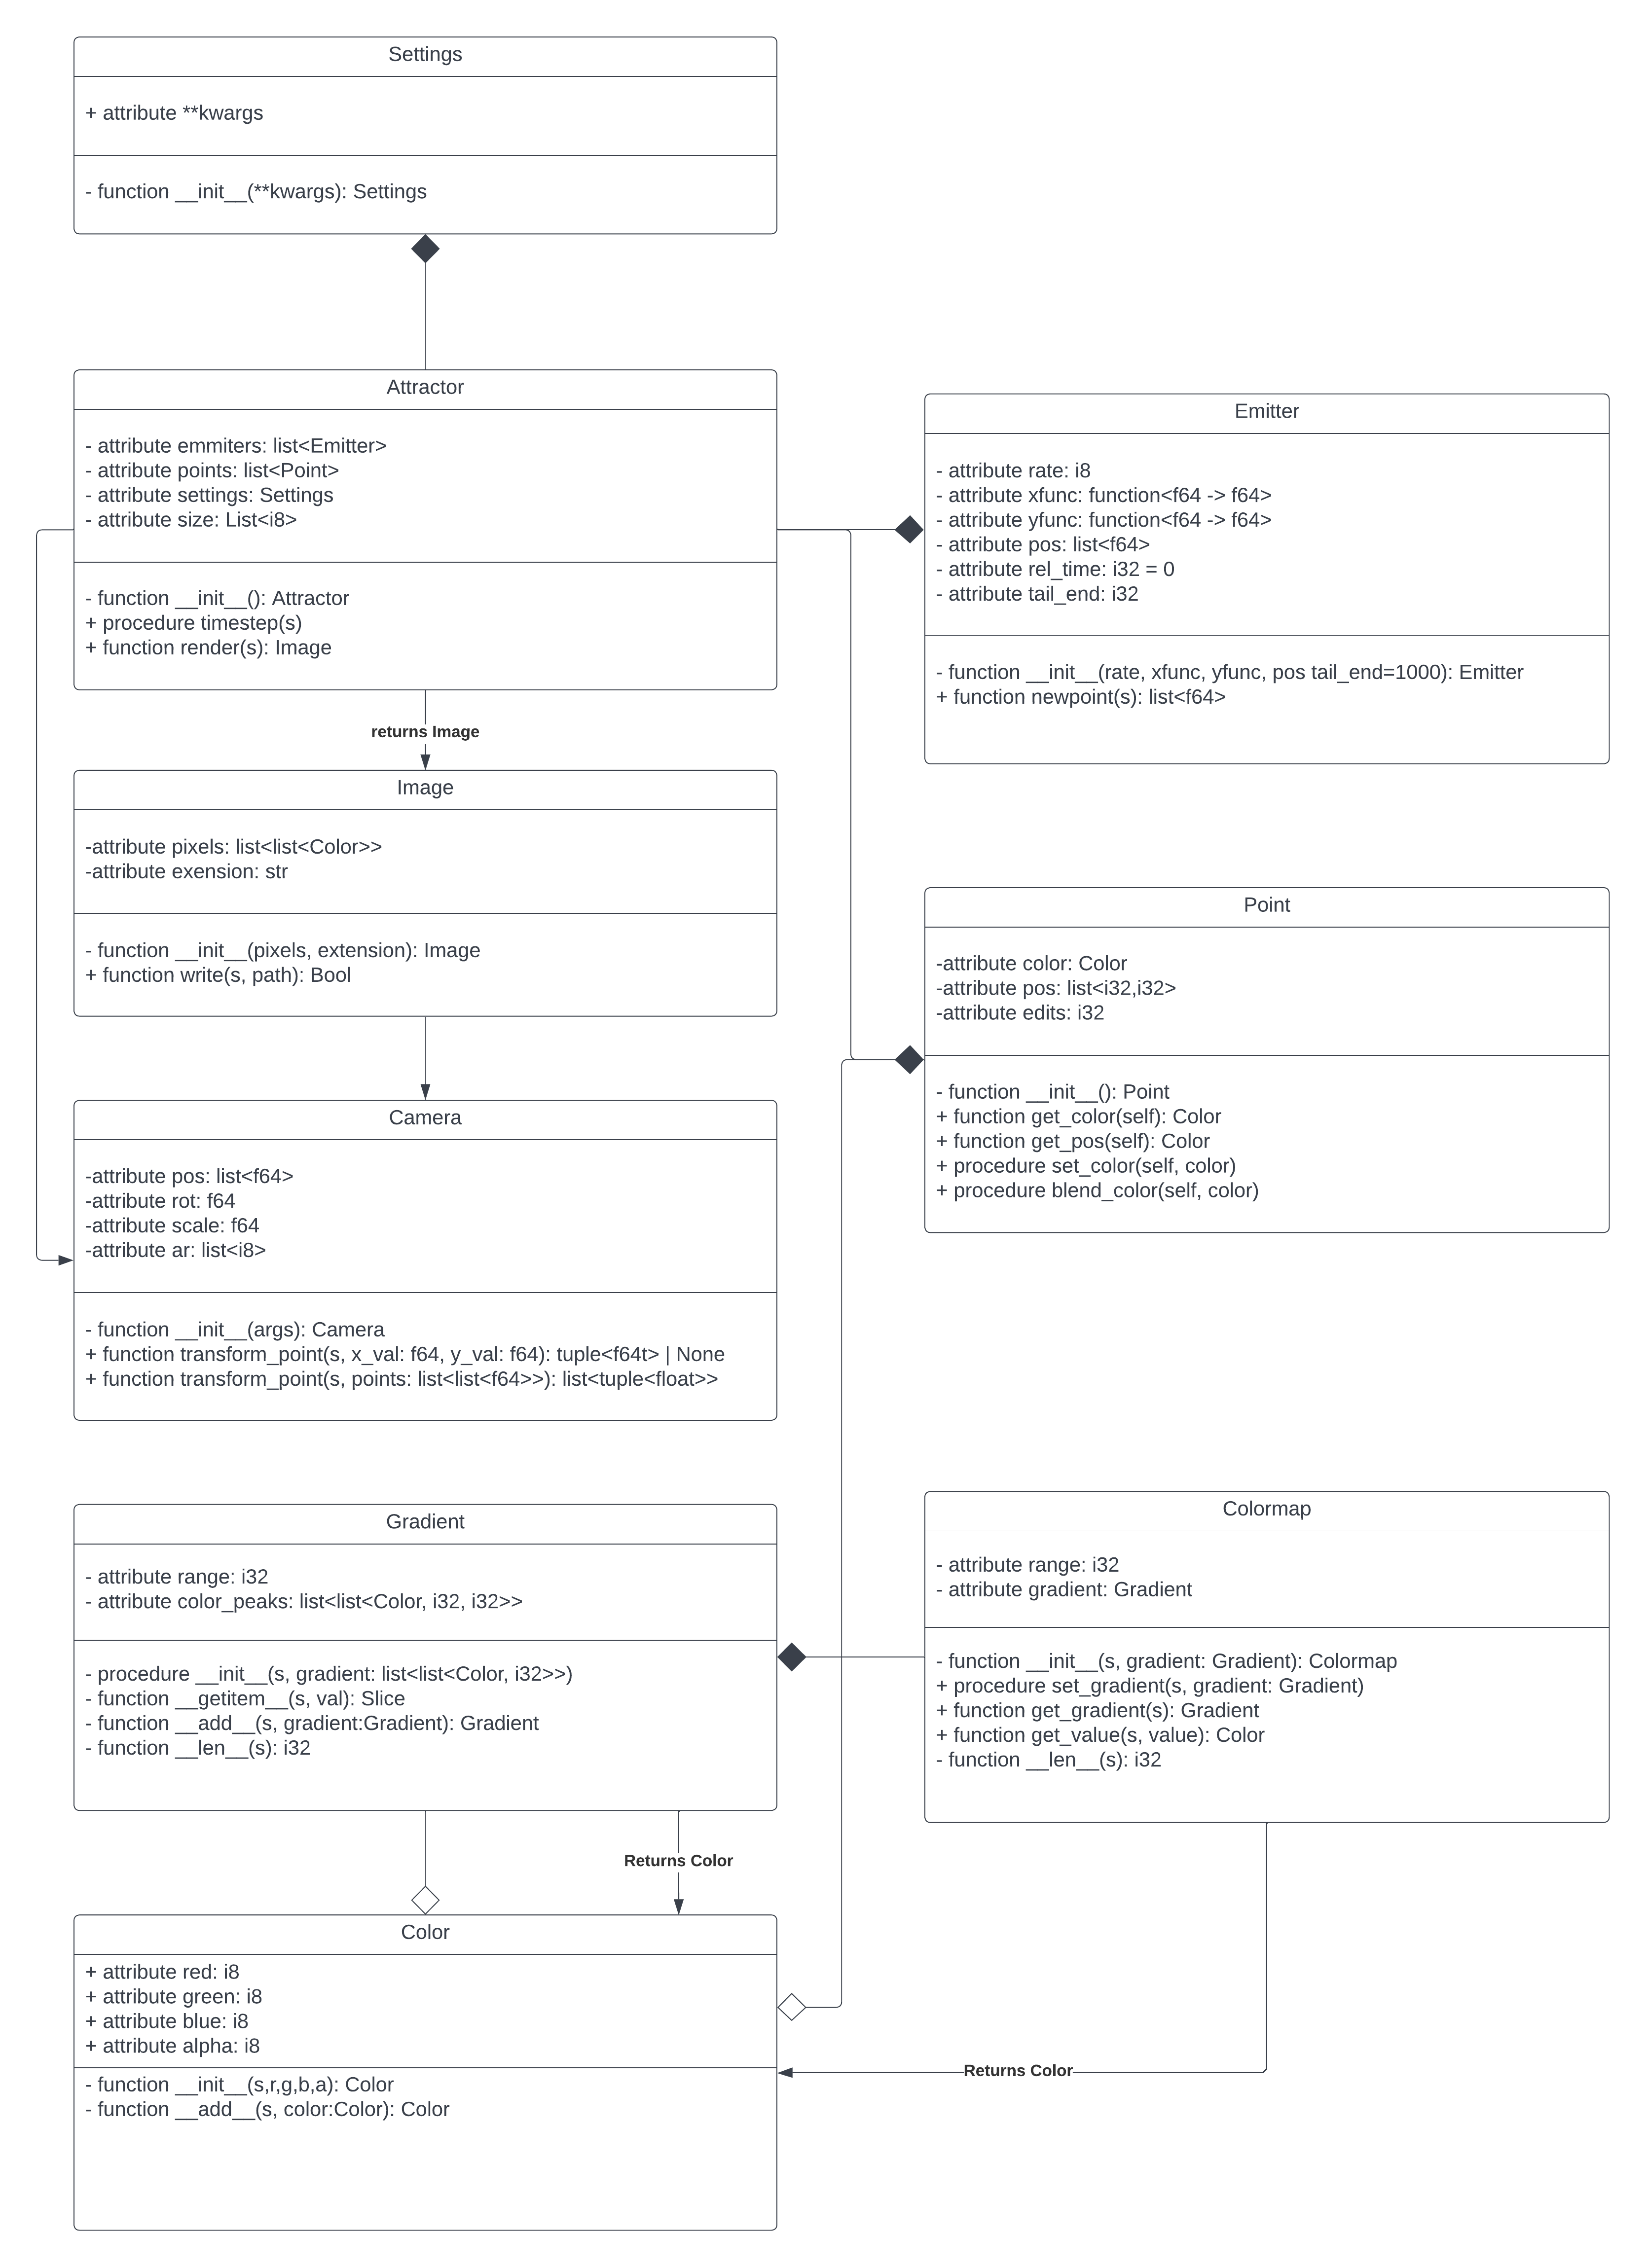 Settings
+ attribute **kwargs
- function __init__(**kwargs): Settings
Attractor
- attribute emmiters: list<Emitter>
- attribute points: list<Point>
- attribute settings: Settings
- attribute size: List<i8>
- function __init__(): Attractor
+ procedure timestep(s)
+ function render(s): Image
Emitter
- attribute rate: i8
- attribute xfunc: function<f64 -> f64>
- attribute yfunc: function<f64 -> f64>
- attribute pos: list<f64>
- attribute rel_time: i32 = 0
- attribute tail_end: i32
- function __init__(rate, xfunc, yfunc, pos tail_end=1000): Emitter
+ function newpoint(s): list<f64>
returns Image
Image
-attribute pixels: list<list<Color>>
-attribute exension: str
- function __init__(pixels, extension): Image
+ function write(s, path): Bool
Point
-attribute color: Color
-attribute pos: list<i32,i32>
-attribute edits: i32
- function __init__(): Point
+ function get_color(self): Color
+ function get_pos(self): Color
+ procedure set_color(self, color)
+ procedure blend_color(self, color)
Camera
-attribute pos: list<f64>
-attribute rot: f64
-attribute scale: f64
-attribute ar: list<i8>
- function __init__(args): Camera
+ function transform_point(s, x_val: f64, y_val: f64): tuple<f64t> | None
+ function transform_point(s, points: list<list<f64>>): list<tuple<float>>
Gradient
- attribute range: i32
- attribute color_peaks: list<list<Color, i32, i32>>
- procedure __init__(s, gradient: list<list<Color, i32>>)
- function __getitem__(s, val): Slice
- function __add__(s, gradient:Gradient): Gradient
- function __len__(s): i32
Colormap
- attribute range: i32
- attribute gradient: Gradient
- function __init__(s, gradient: Gradient): Colormap
+ procedure set_gradient(s, gradient: Gradient)
+ function get_gradient(s): Gradient
+ function get_value(s, value): Color
- function __len__(s): i32
Returns Color
Color
+ attribute red: i8
+ attribute green: i8
+ attribute blue: i8
+ attribute alpha: i8
- function __init__(s,r,g,b,a): Color
- function __add__(s, color:Color): Color
Returns Color